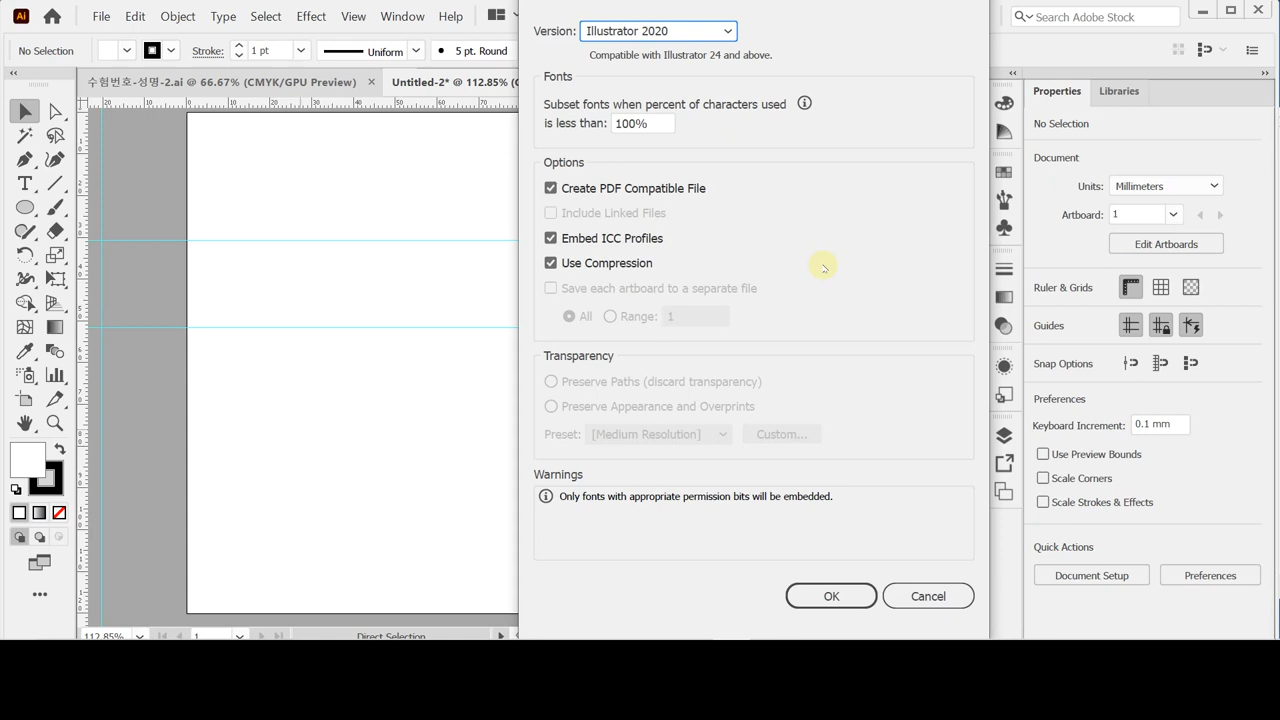 Ai File Edit Object Type Select Effect View Window Help
Search Adobe Stock
No Selection
Stroke: 1 pt
Uniform
5 pt. Round
수험번호-성명-2.ai @ 66.67% (CMYK/GPU Preview)
Untitled-2* @ 112.85%
Version: Illustrator 2020
Compatible with Illustrator 24 and above.
Fonts
Subset fonts when percent of characters used
is less than: 100%
Options
Create PDF Compatible File
Include Linked Files
Embed ICC Profiles
Use Compression
Save each artboard to a separate file
All Range: 1
Transparency
Preserve Paths (discard transparency)
Preserve Appearance and Overprints
Preset: [Medium Resolution] Custom...
Warnings
Only fonts with appropriate permission bits will be embedded.
OK Cancel
Properties Libraries
No Selection
Document
Units: Millimeters
Artboard: 1
Edit Artboards
Ruler & Grids
Guides
Snap Options
Preferences
Keyboard Increment: 0.1 mm
Use Preview Bounds
Scale Corners
Scale Strokes & Effects
Quick Actions
Document Setup Preferences
112.85% 1 Direct Selection